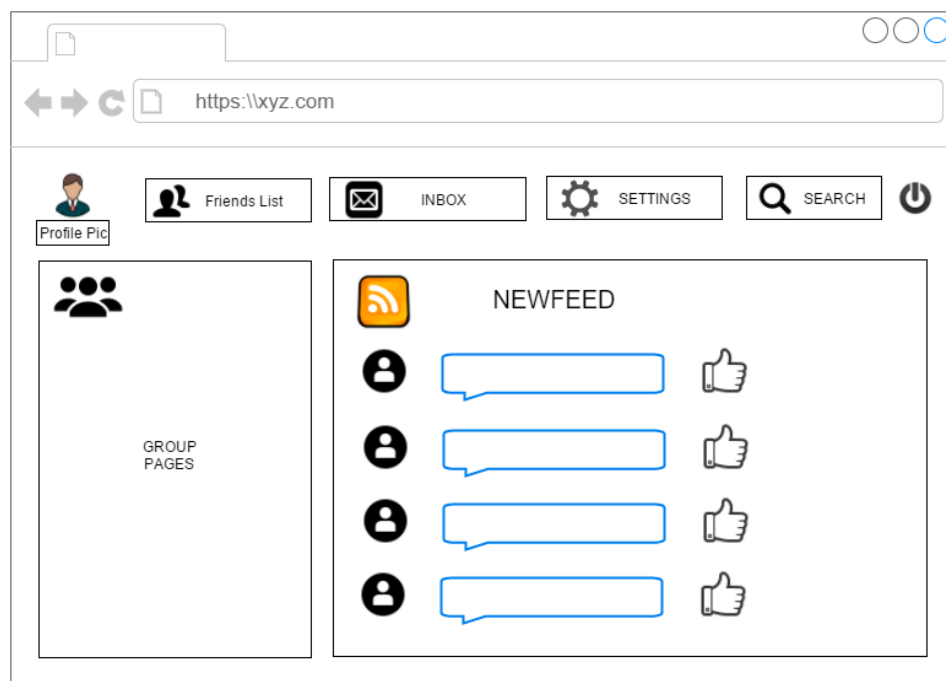 https:\\xyz.com
Friends List
INBOX
SETTINGS
SEARCH
Profile Pic
NEWFEED
GROUP
PAGES